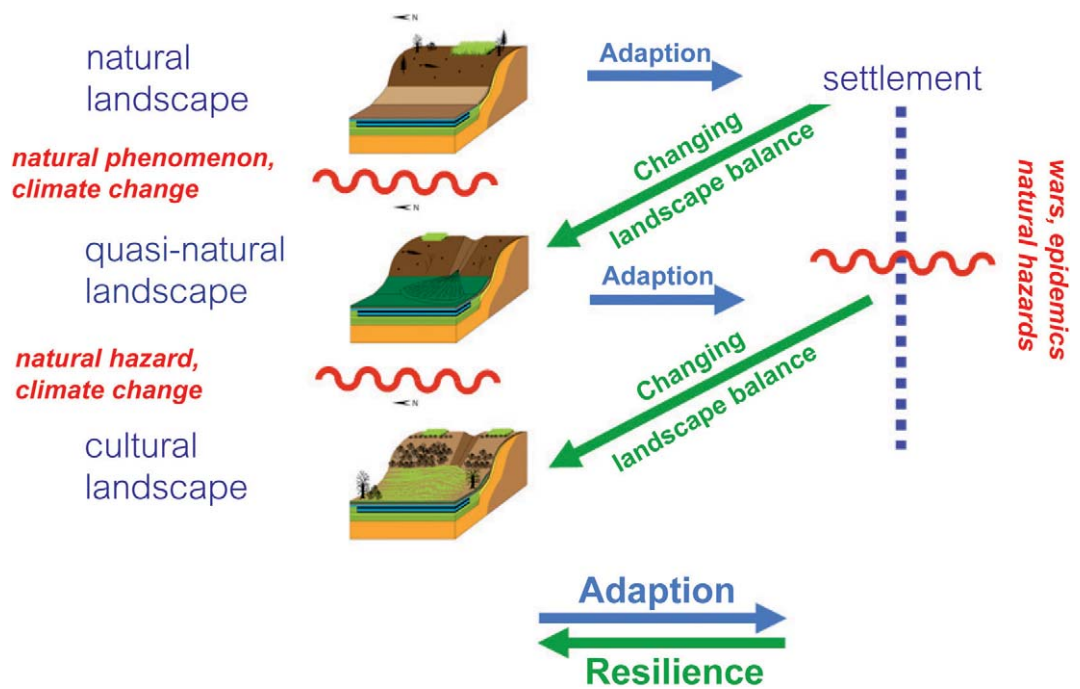 N
natural
landscape
Adaption
settlement
natural phenomenon,
climate change
Changing
landscape balance
wars, epidemics
natural hazards
N
quasi-natural
landscape
Adaption
natural hazard,
climate change
Changing
landscape balance
N
cultural
landscape
Adaption
Resilience